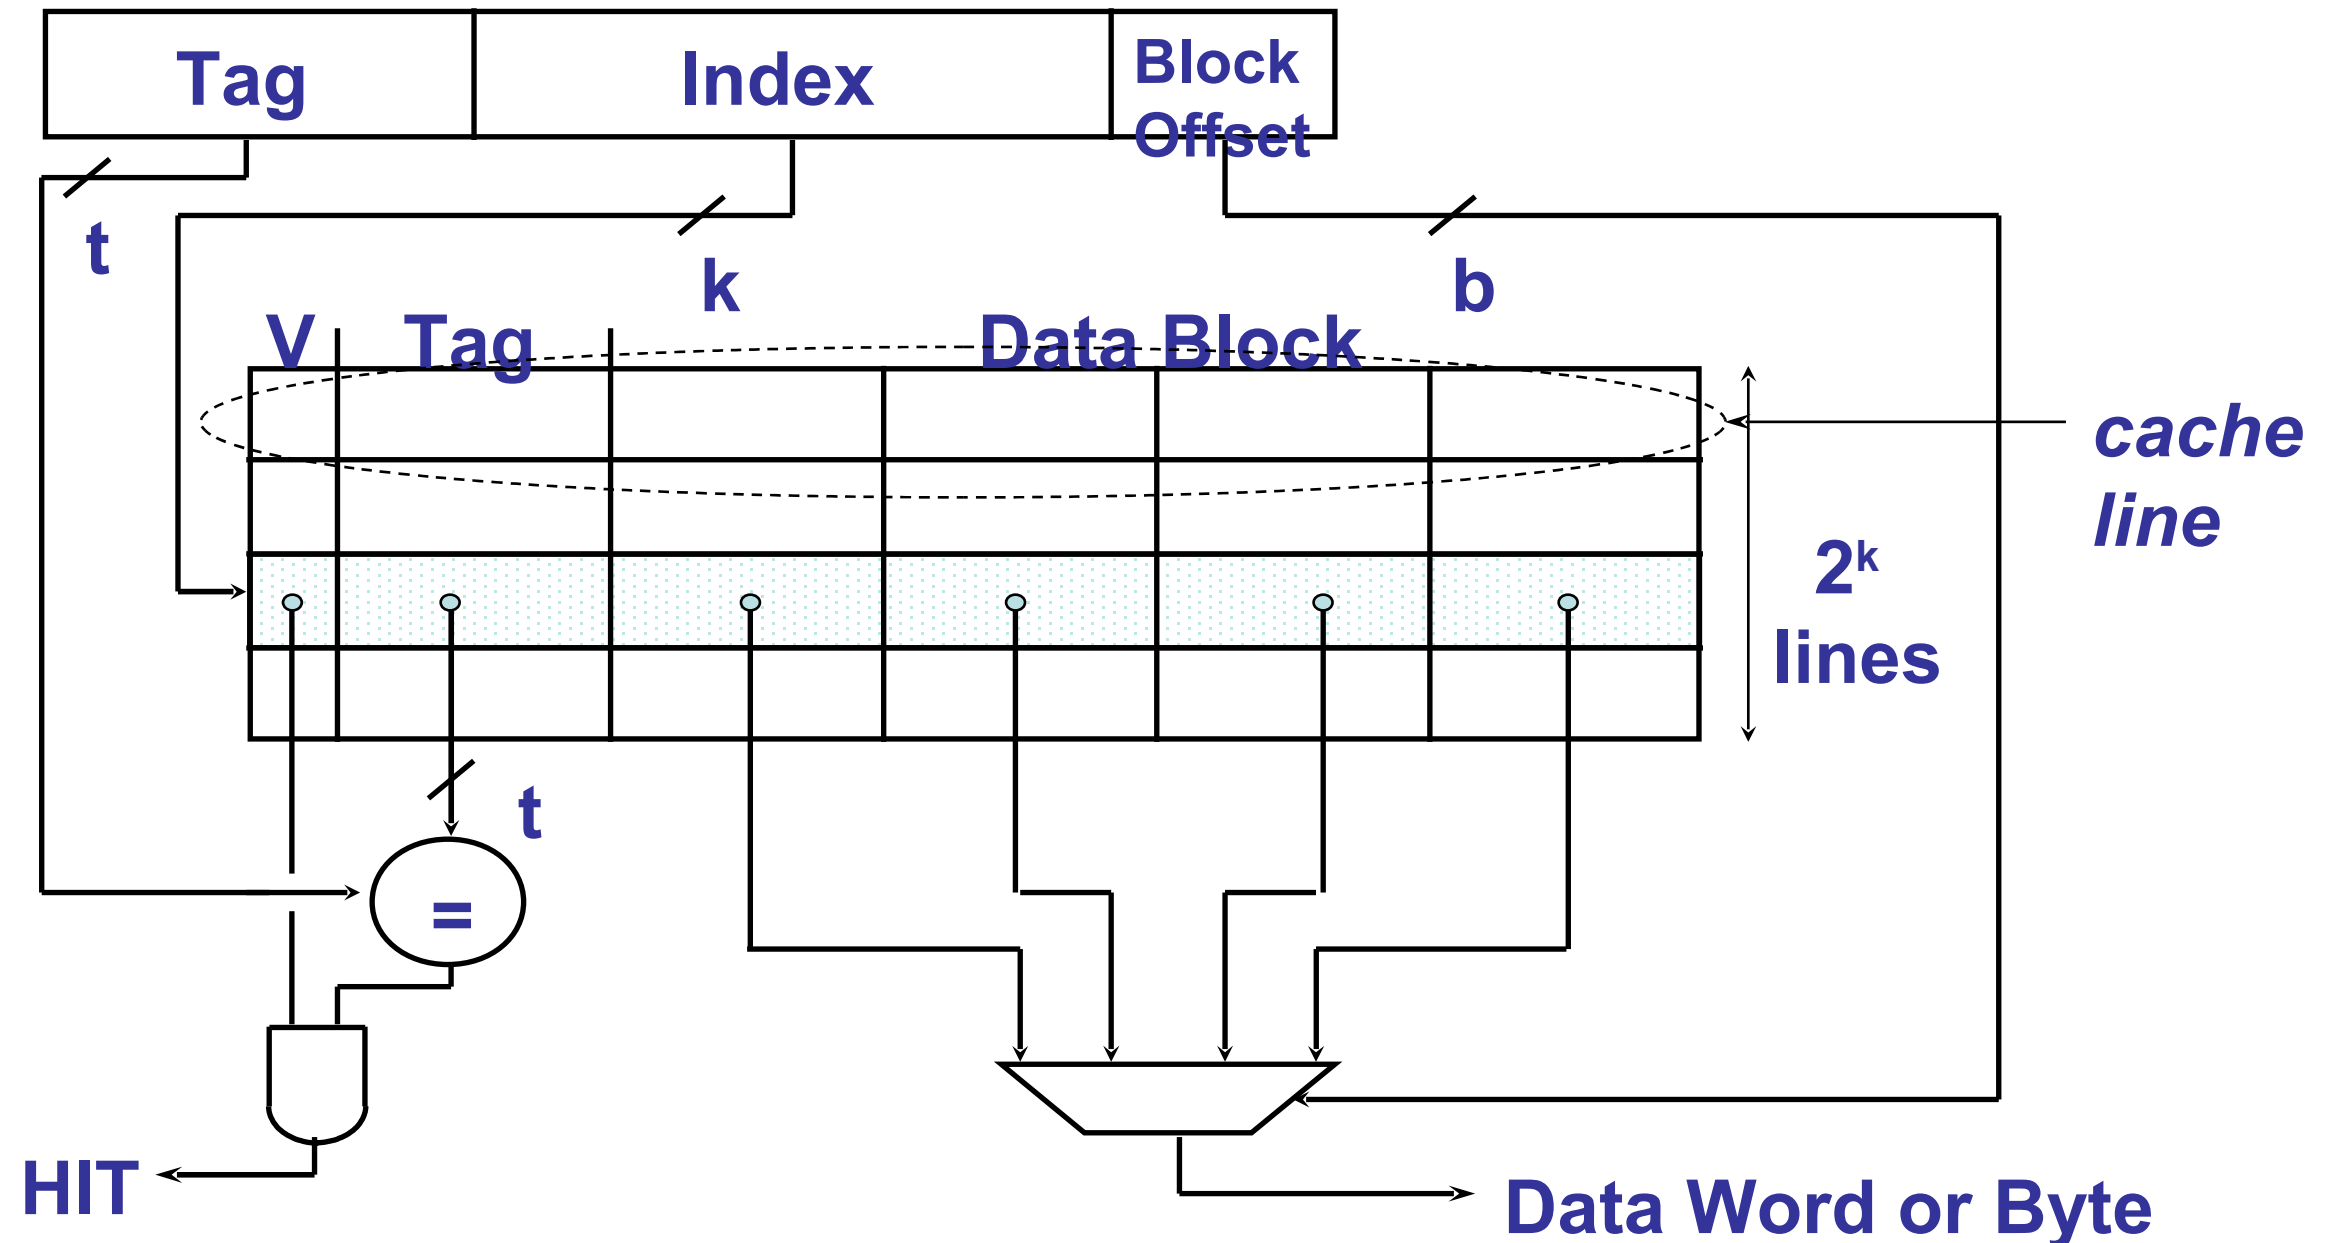 Tag
Index
Block
Offset
t
k
b
V
Tag
Data Block
cache
line
2ᵏ
lines
t
=
HIT
Data Word or Byte